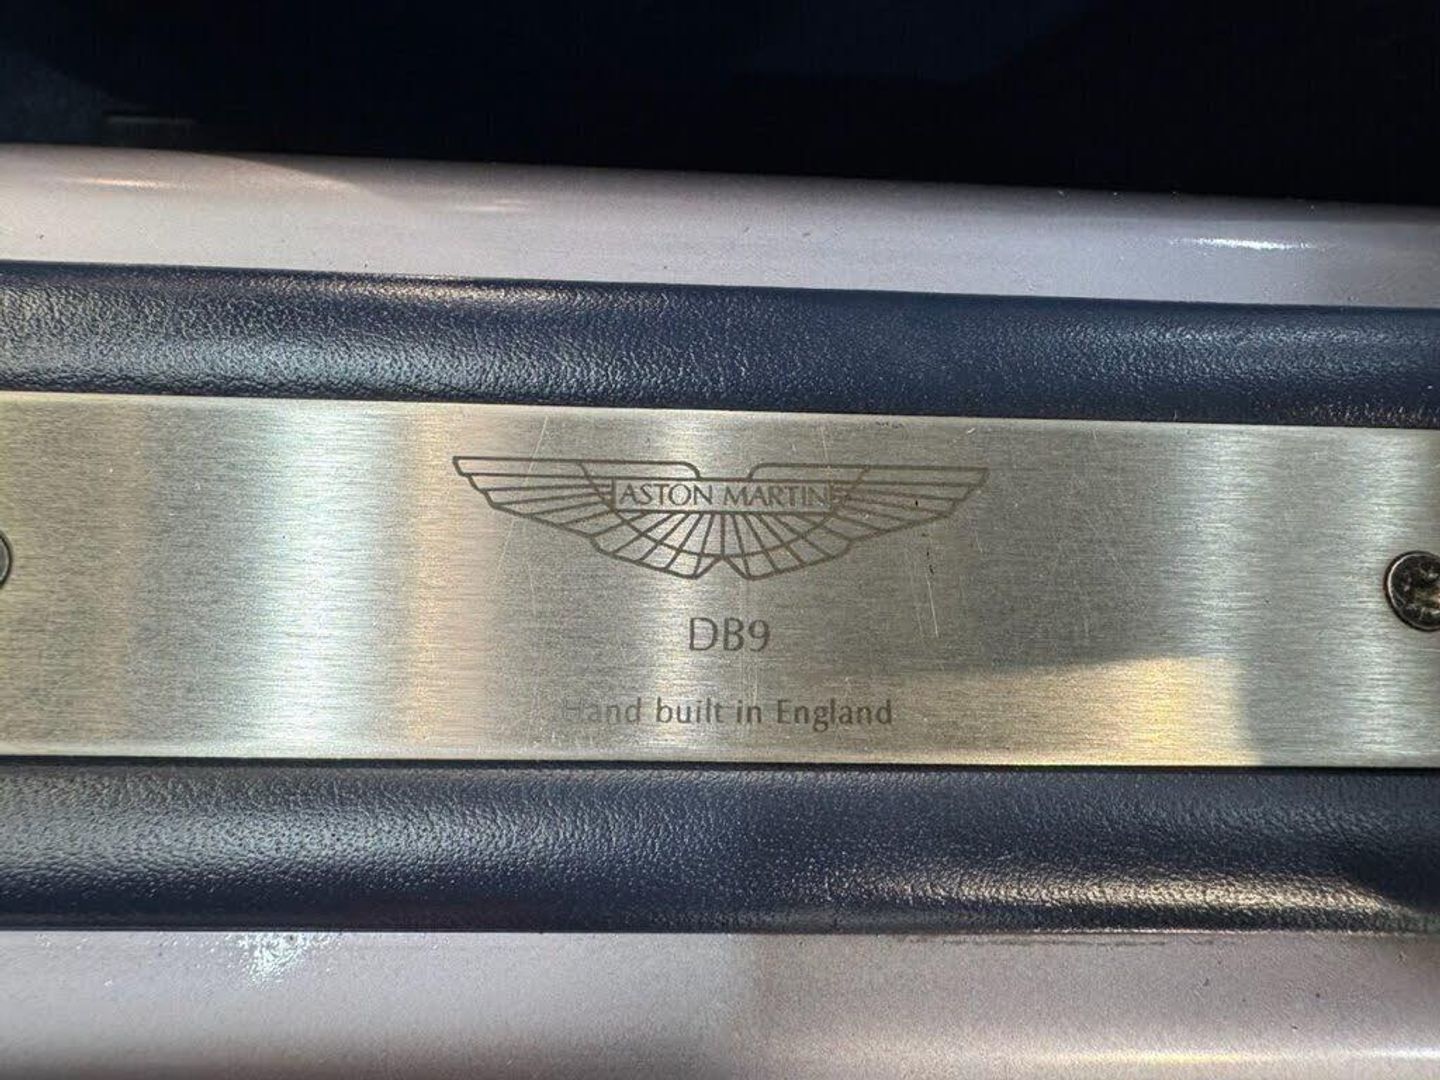 ASTON MARTIN
DB9
Hand built in England